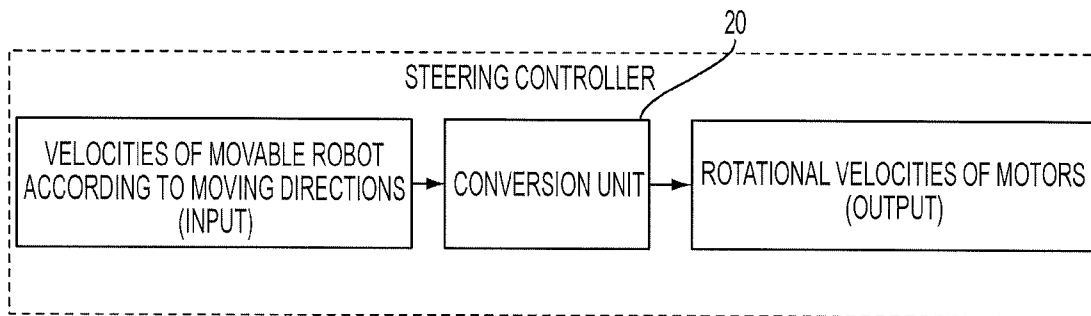 20
STEERING CONTROLLER
VELOCITIES OF MOVABLE ROBOT
ACCORDING TO MOVING DIRECTIONS
(INPUT)
CONVERSION UNIT
ROTATIONAL VELOCITIES OF MOTORS
(OUTPUT)